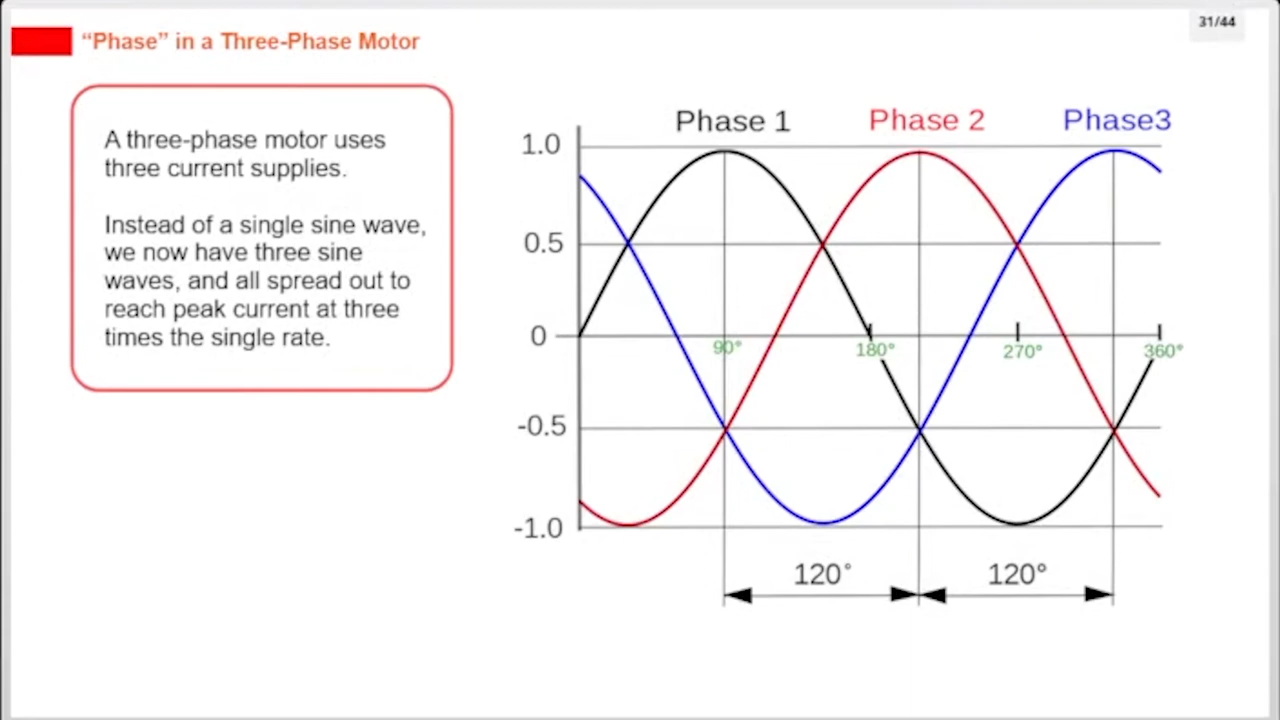 31/44
“Phase” in a Three-Phase Motor
A three-phase motor uses
three current supplies.
Instead of a single sine wave,
we now have three sine
waves, and all spread out to
reach peak current at three
times the single rate.
Phase 1 Phase 2 Phase3
1.0
0.5
0
90° 180° 270° 360°
-0.5
-1.0
120° 120°